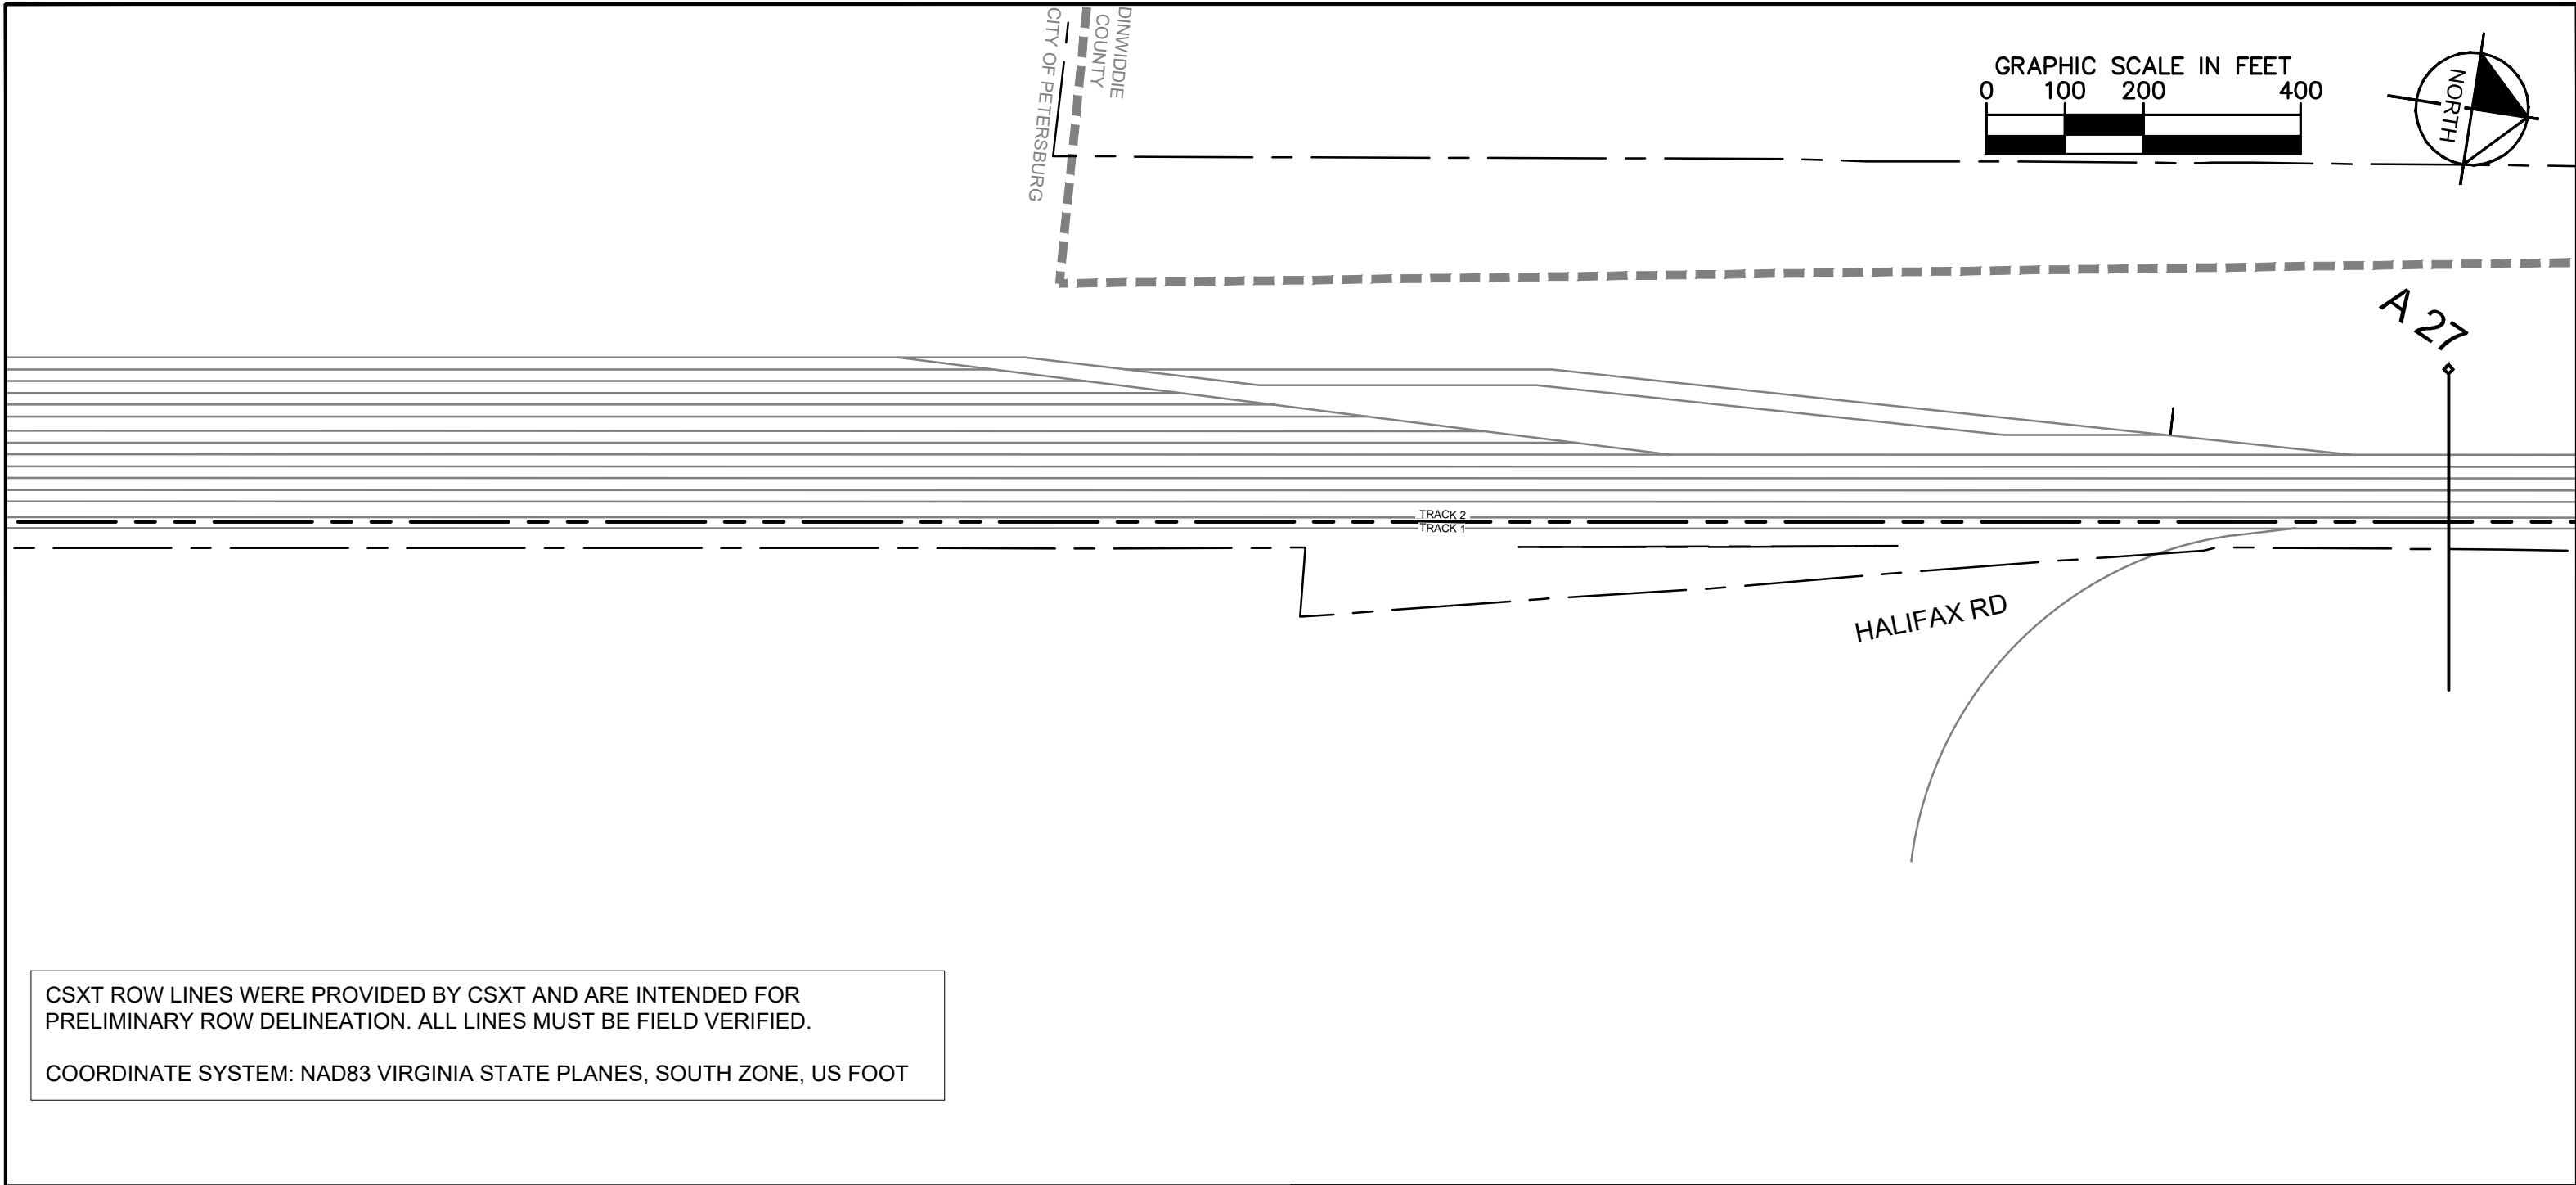 CITY OF PETERSBURG
DINWIDDIE
COUNTY
GRAPHIC SCALE IN FEET
0 100 200 400
NORTH
A 27
TRACK 2
TRACK 1
HALIFAX RD
CSXT ROW LINES WERE PROVIDED BY CSXT AND ARE INTENDED FOR
PRELIMINARY ROW DELINEATION. ALL LINES MUST BE FIELD VERIFIED.
COORDINATE SYSTEM: NAD83 VIRGINIA STATE PLANES, SOUTH ZONE, US FOOT